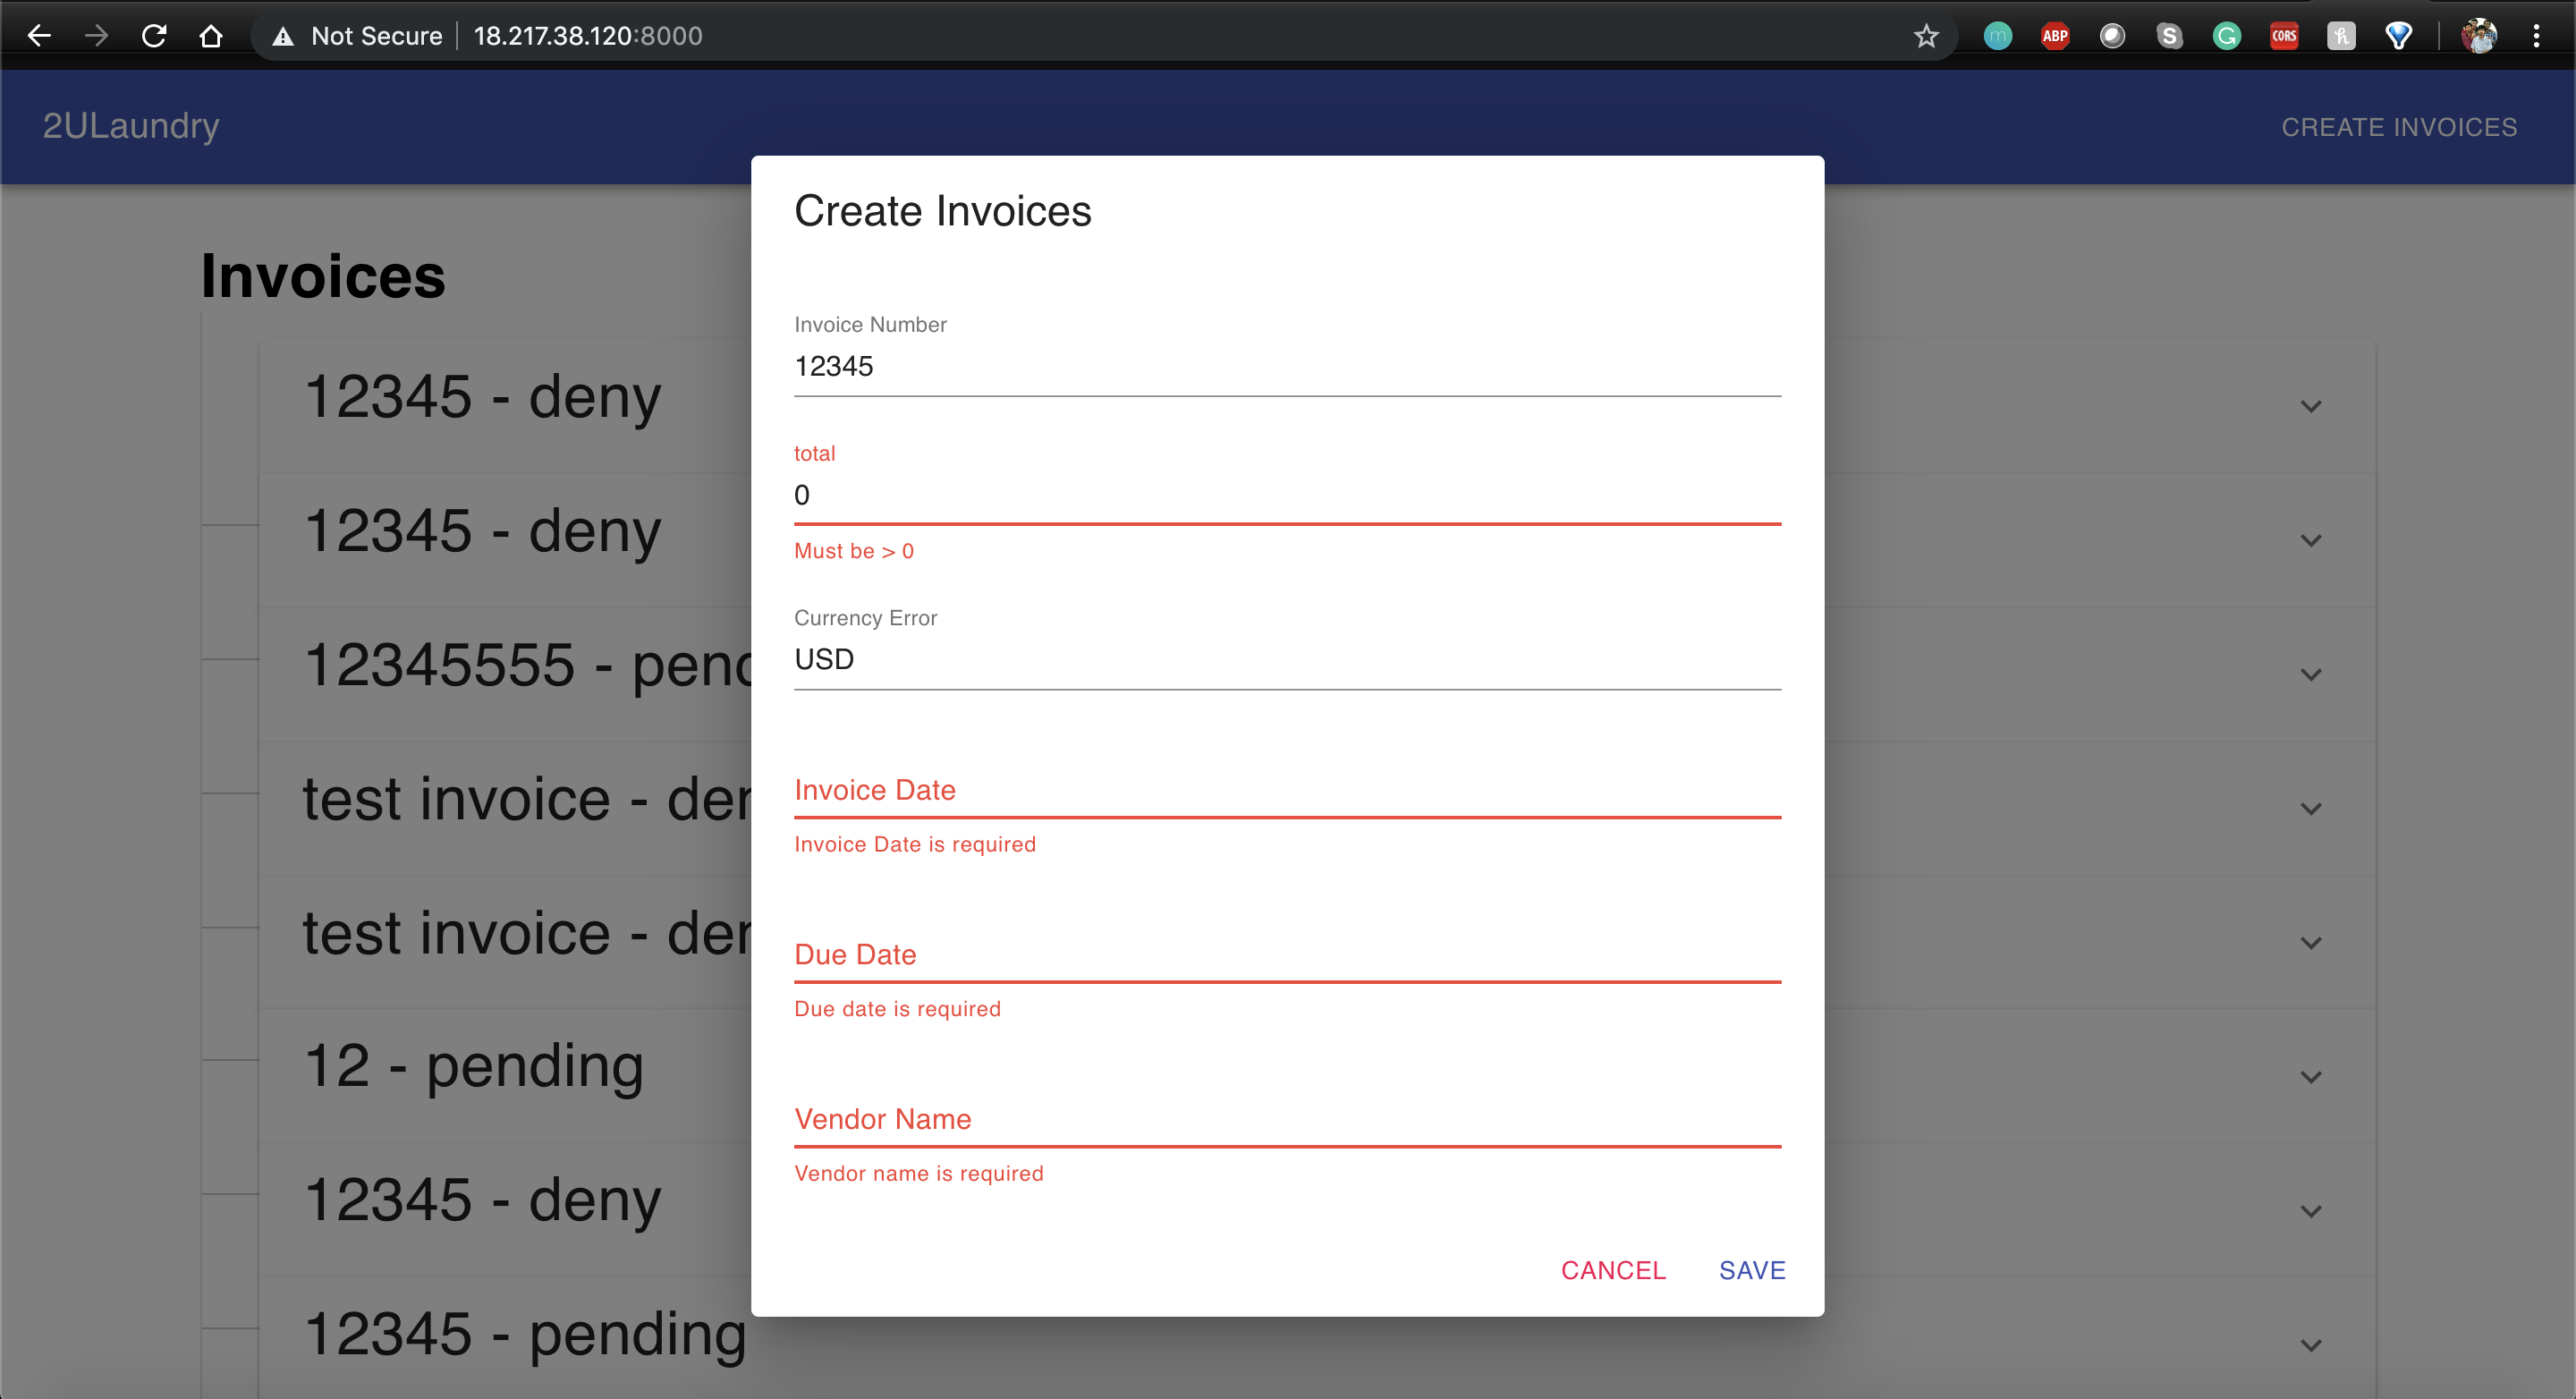 Not Secure 18.217.38.120:8000
ABP
S
CORS
2ULaundry
CREATE INVOICES
Invoices
12345 - deny
12345 - deny
12345555 - pend
test invoice - den
test invoice - den
12 - pending
12345 - deny
12345 - pending
Create Invoices
Invoice Number
12345
total
0
Must be > 0
Currency Error
USD
Invoice Date
Invoice Date is required
Due Date
Due date is required
Vendor Name
Vendor name is required
CANCEL SAVE